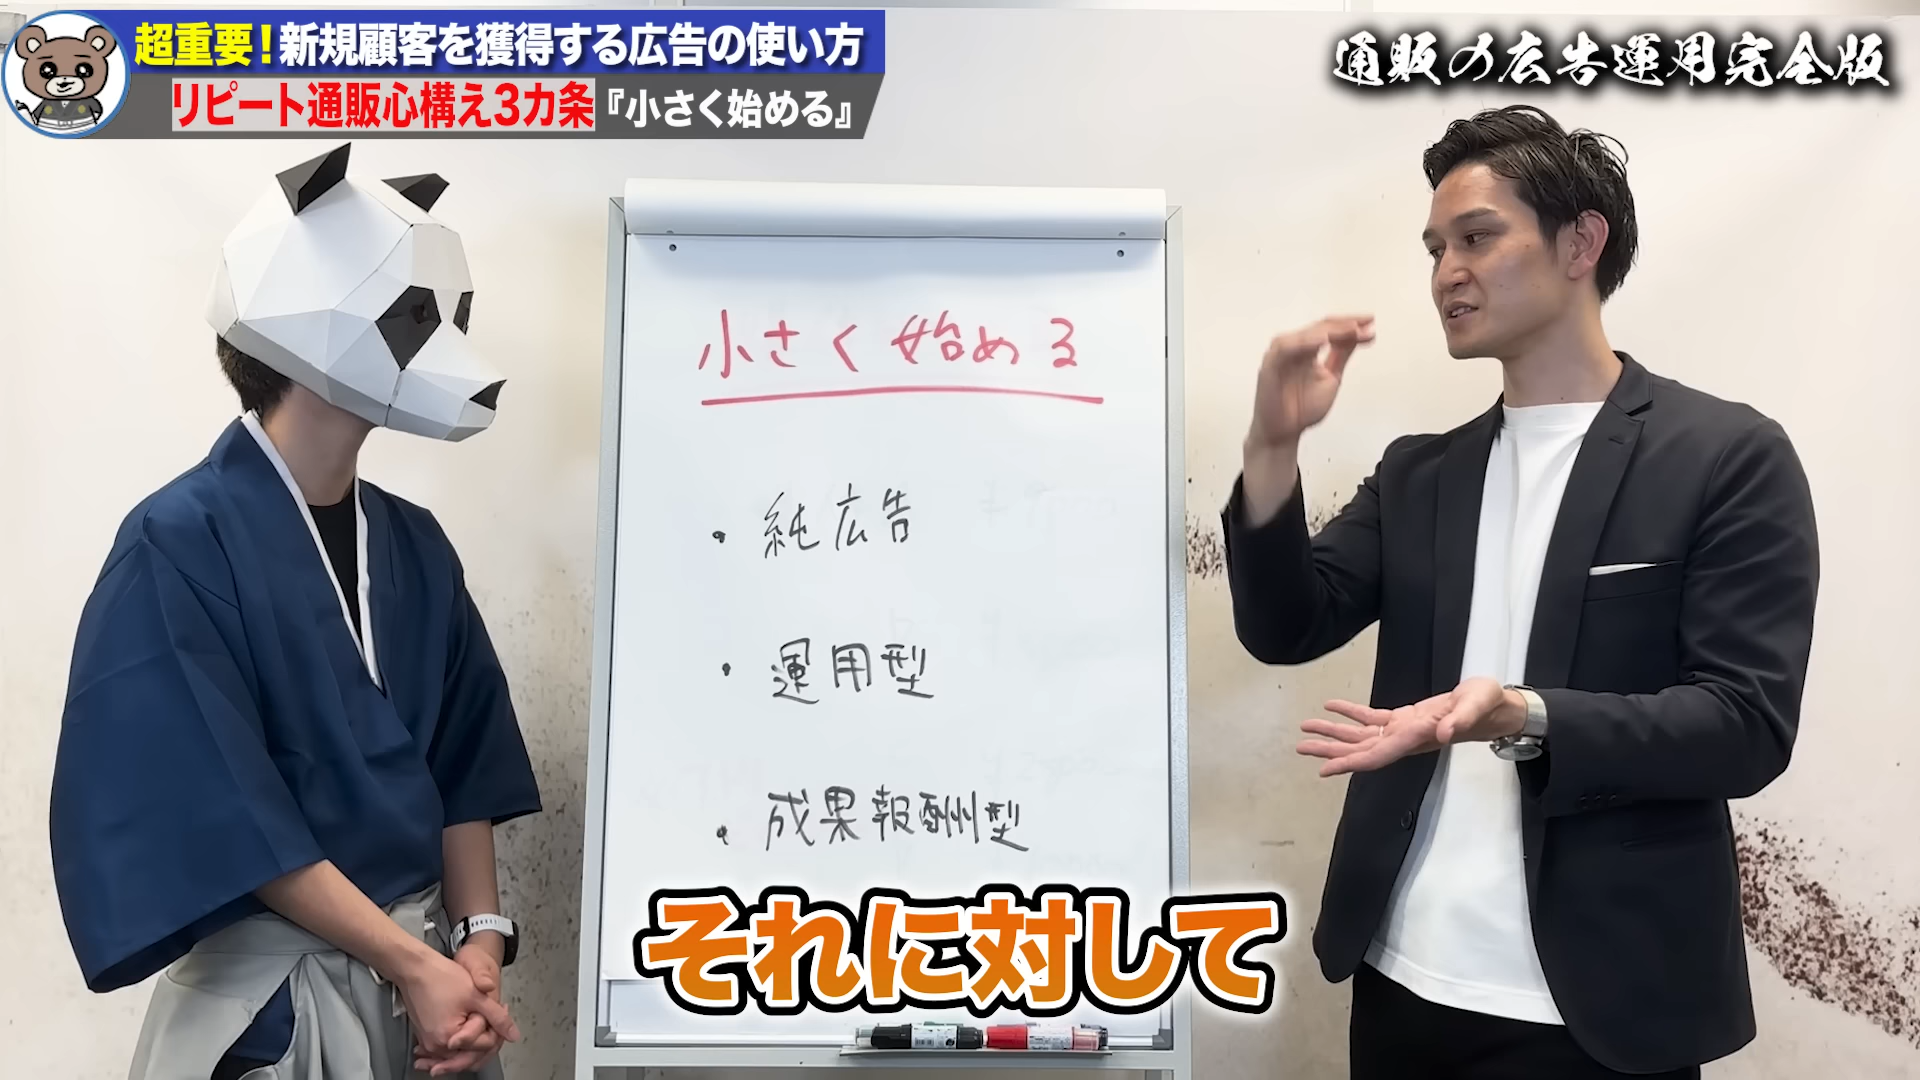 超重要！新規顧客を獲得する広告の使い方
リピート通販心構え3カ条『小さく始める』
通販の広告運用完全版
小さく始める
・純広告
・運用型
・成果報酬型
それに対して